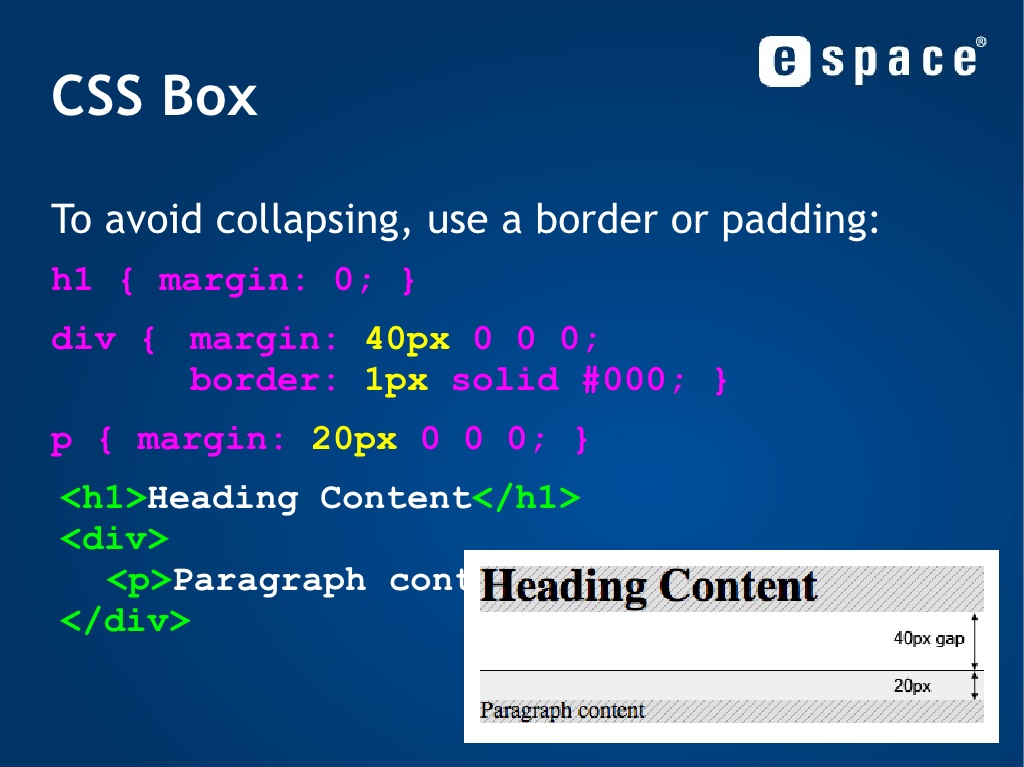 e space®
CSS Box
To avoid collapsing, use a border or padding:
h1 { margin: 0; }
div { margin: 40px 0 0 0;
border: 1px solid #000; }
p { margin: 20px 0 0 0; }
<h1>Heading Content</h1>
<div>
<p>Paragraph cont
</div>
Heading Content
40px gap
20px
Paragraph content